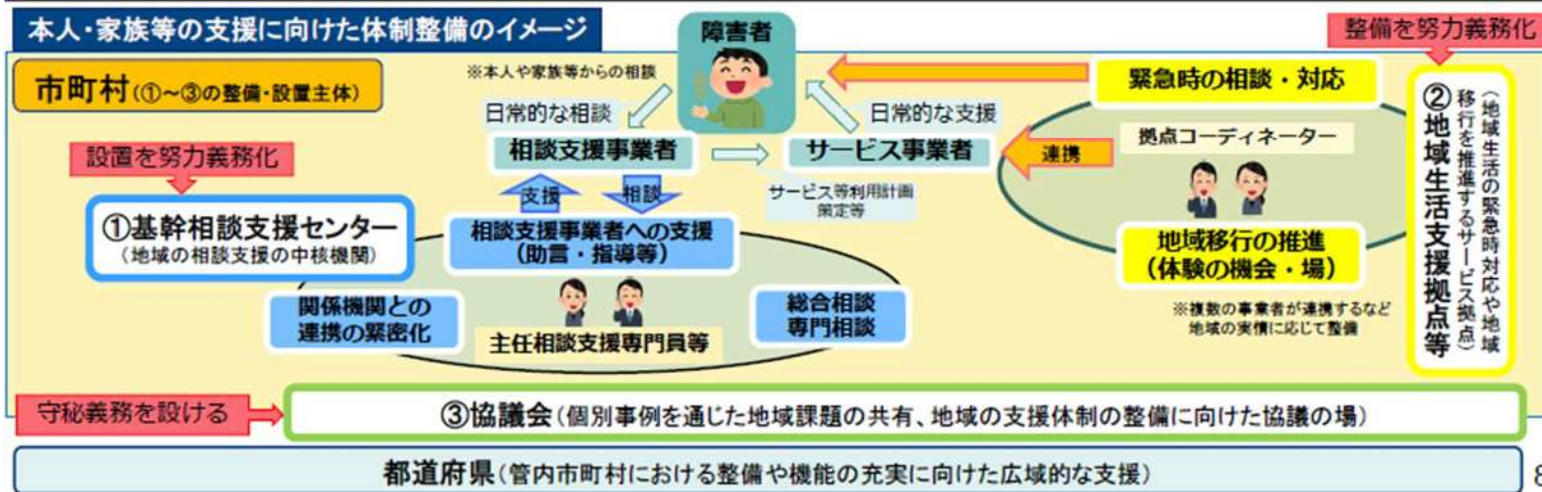 本人・家族等の支援に向けた体制整備のイメージ
障害者
整備を努力義務化
市町村(①～③の整備・設置主体)
※本人や家族等からの相談
日常的な相談
日常的な支援
緊急時の相談・対応
相談支援事業者
サービス事業者
連携
拠点コーディネーター
設置を努力義務化
支援
相談
サービス等利用計画
策定等
①基幹相談支援センター
(地域の相談支援の中核機関)
相談支援事業者への支援
(助言・指導等)
地域移行の推進
(体験の機会・場)
②地域生活支援拠点等
(地域生活の緊急時対応や地域
移行を推進するサービス拠点)
関係機関との
連携の緊密化
主任相談支援専門員等
総合相談
専門相談
※複数の事業者が連携するなど
地域の実情に応じて整備
守秘義務を設ける
③協議会(個別事例を通じた地域課題の共有、地域の支援体制の整備に向けた協議の場)
都道府県(管内市町村における整備や機能の充実に向けた広域的な支援)
8